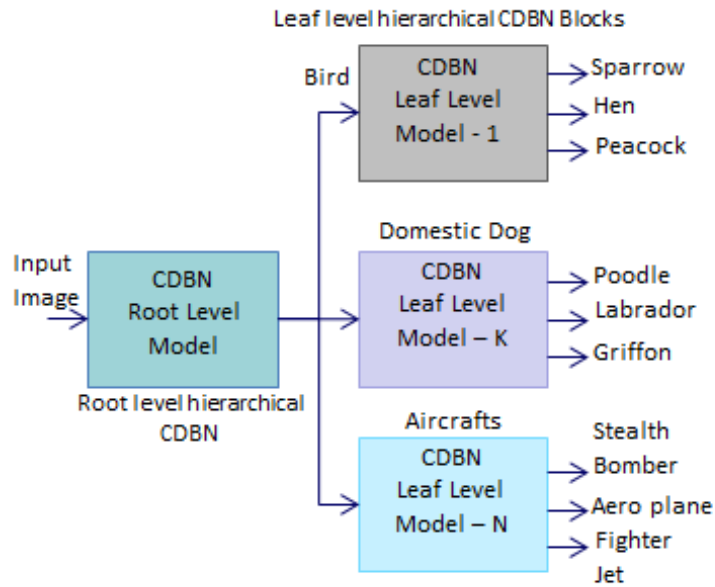 Leaf level hierarchical CDBN Blocks
Bird
CDBN
Leaf Level
Model - 1
Sparrow
Hen
Peacock
Input
Image
CDBN
Root Level
Model
Root level hierarchical
CDBN
Domestic Dog
CDBN
Leaf Level
Model – K
Poodle
Labrador
Griffon
Aircrafts
CDBN
Leaf Level
Model – N
Stealth
Bomber
Aero plane
Fighter
Jet